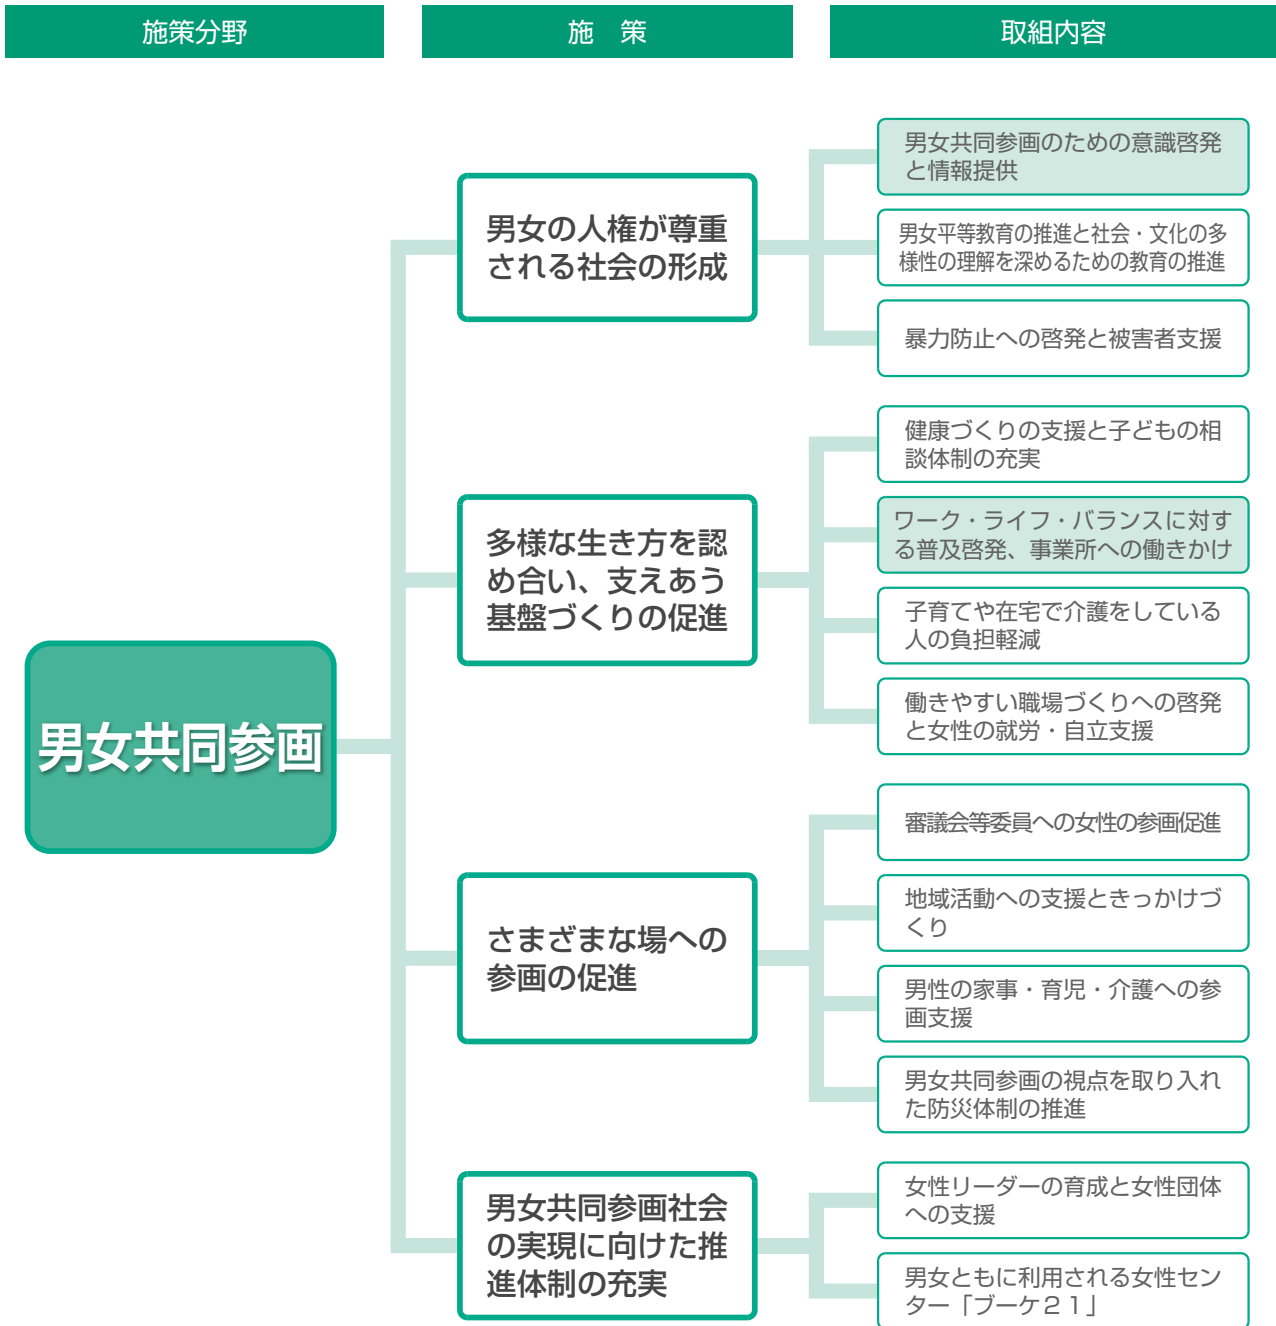 施策分野
施　策
取組内容
男女共同参画
男女の人権が尊重
される社会の形成
男女共同参画のための意識啓発
と情報提供
男女平等教育の推進と社会・文化の多
様性の理解を深めるための教育の推進
暴力防止への啓発と被害者支援
多様な生き方を認
め合い、支えあう
基盤づくりの促進
健康づくりの支援と子どもの相
談体制の充実
ワーク・ライフ・バランスに対す
る普及啓発、事業所への働きかけ
子育てや在宅で介護をしている
人の負担軽減
働きやすい職場づくりへの啓発
と女性の就労・自立支援
さまざまな場への
参画の促進
審議会等委員への女性の参画促進
地域活動への支援ときっかけづ
くり
男性の家事・育児・介護への参
画支援
男女共同参画の視点を取り入れ
た防災体制の推進
男女共同参画社会
の実現に向けた推
進体制の充実
女性リーダーの育成と女性団体
への支援
男女ともに利用される女性セン
ター「ブーケ２１」